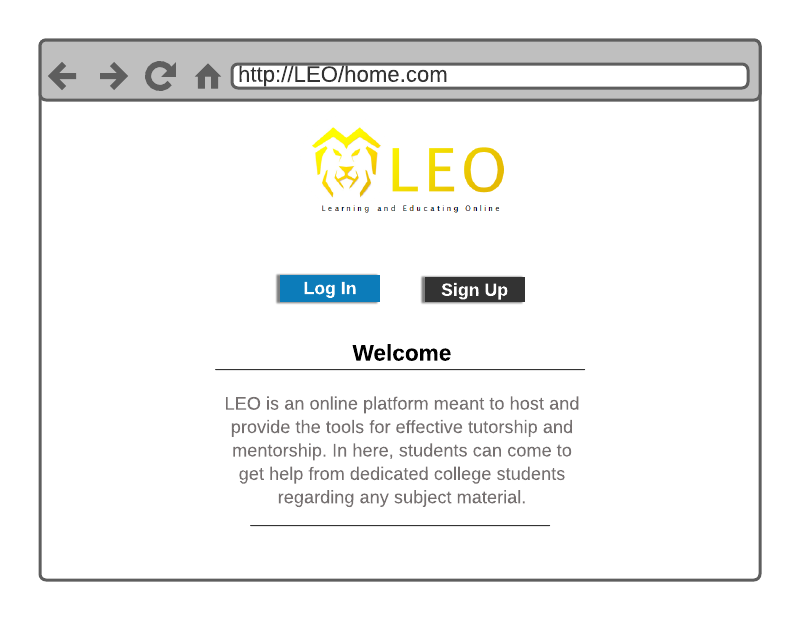 http://LEO/home.com
LEO
Learning and Educating Online
Log In
Sign Up
Welcome
LEO is an online platform meant to host and
provide the tools for effective tutorship and
mentorship. In here, students can come to
get help from dedicated college students
regarding any subject material.